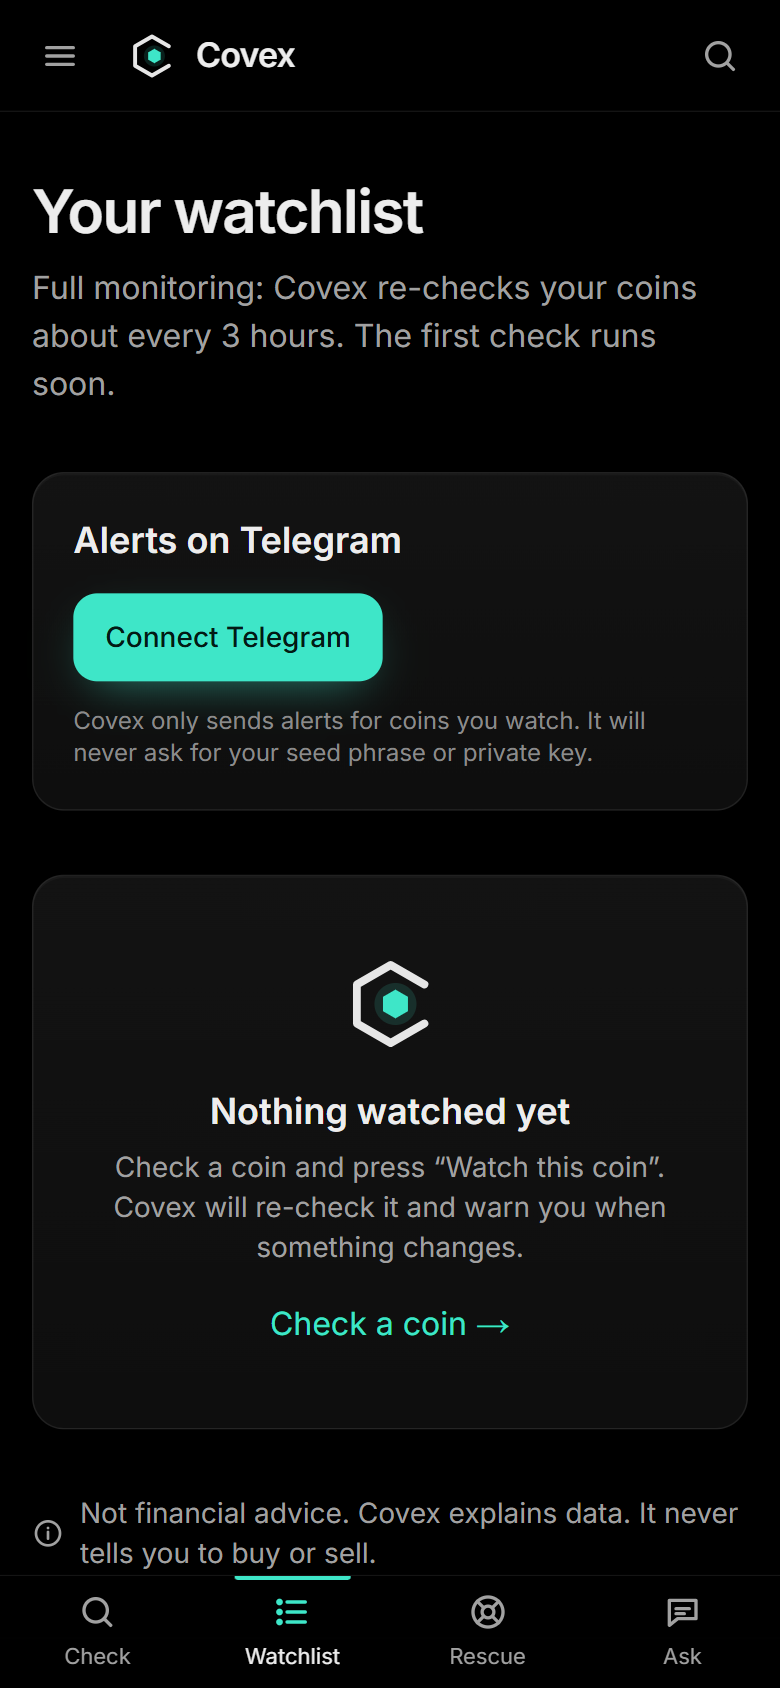 Covex
Your watchlist
Full monitoring: Covex re-checks your coins
about every 3 hours. The first check runs
soon.
Alerts on Telegram
Connect Telegram
Covex only sends alerts for coins you watch. It will
never ask for your seed phrase or private key.
Nothing watched yet
Check a coin and press “Watch this coin”.
Covex will re-check it and warn you when
something changes.
Check a coin →
Not financial advice. Covex explains data. It never
tells you to buy or sell.
Check
Watchlist
Rescue
Ask